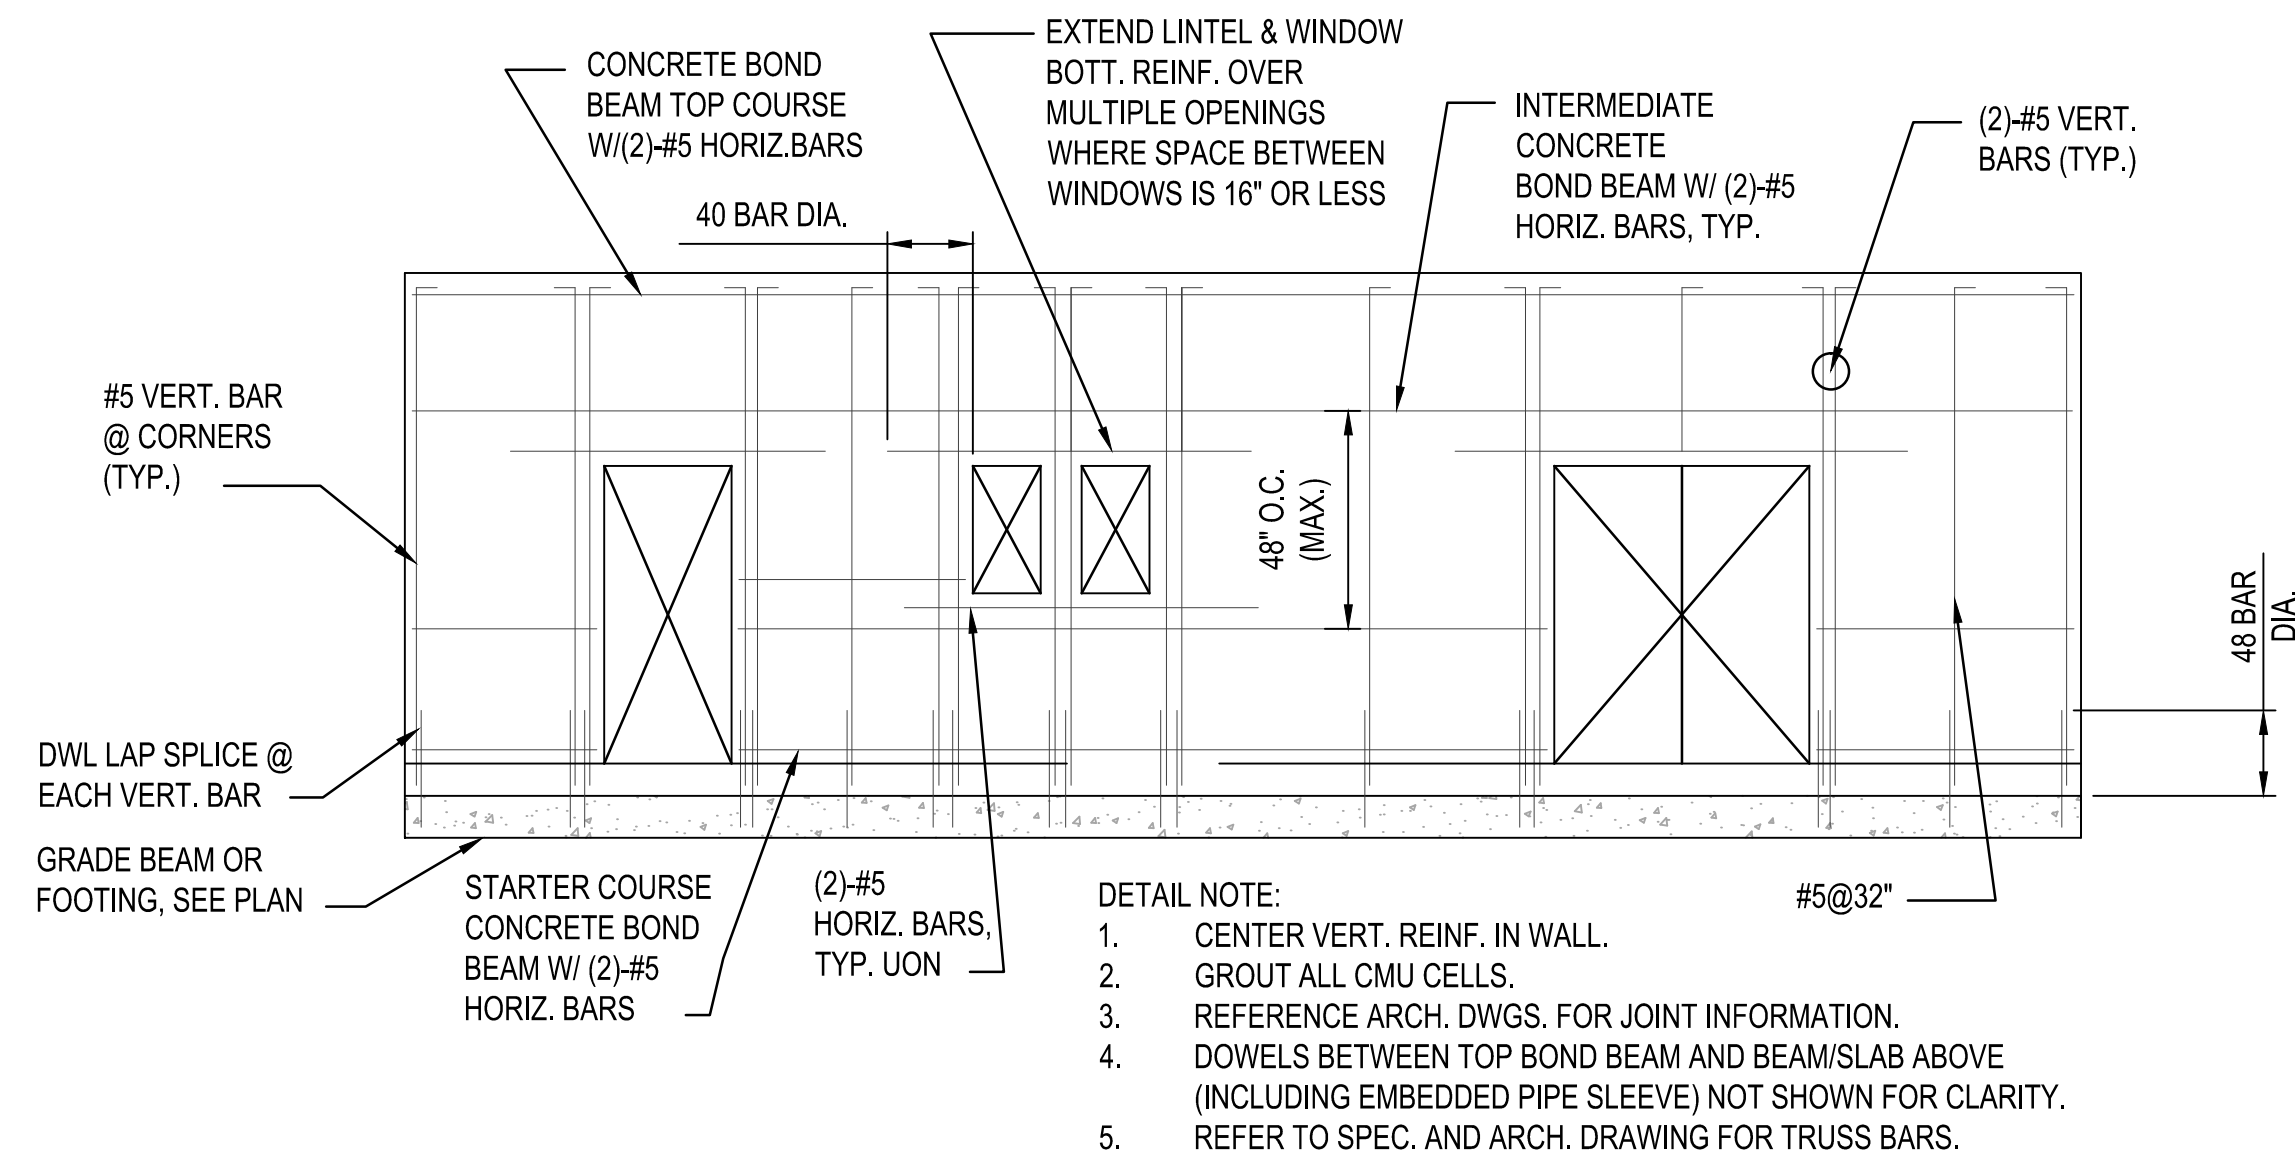 CONCRETE BOND
BEAM TOP COURSE
W/(2)-#5 HORIZ.BARS
40 BAR DIA.
EXTEND LINTEL & WINDOW
BOTT. REINF. OVER
MULTIPLE OPENINGS
WHERE SPACE BETWEEN
WINDOWS IS 16" OR LESS
INTERMEDIATE
CONCRETE
BOND BEAM W/ (2)-#5
HORIZ. BARS, TYP.
(2)-#5 VERT.
BARS (TYP.)
#5 VERT. BAR
@ CORNERS
(TYP.)
48" O.C.
(MAX.)
48 BAR
DIA.
DWL LAP SPLICE @
EACH VERT. BAR
GRADE BEAM OR
FOOTING, SEE PLAN
STARTER COURSE
CONCRETE BOND
BEAM W/ (2)-#5
HORIZ. BARS
(2)-#5
HORIZ. BARS,
TYP. UON
#5@32"
DETAIL NOTE:
1. CENTER VERT. REINF. IN WALL.
2. GROUT ALL CMU CELLS.
3. REFERENCE ARCH. DWGS. FOR JOINT INFORMATION.
4. DOWELS BETWEEN TOP BOND BEAM AND BEAM/SLAB ABOVE
(INCLUDING EMBEDDED PIPE SLEEVE) NOT SHOWN FOR CLARITY.
5. REFER TO SPEC. AND ARCH. DRAWING FOR TRUSS BARS.